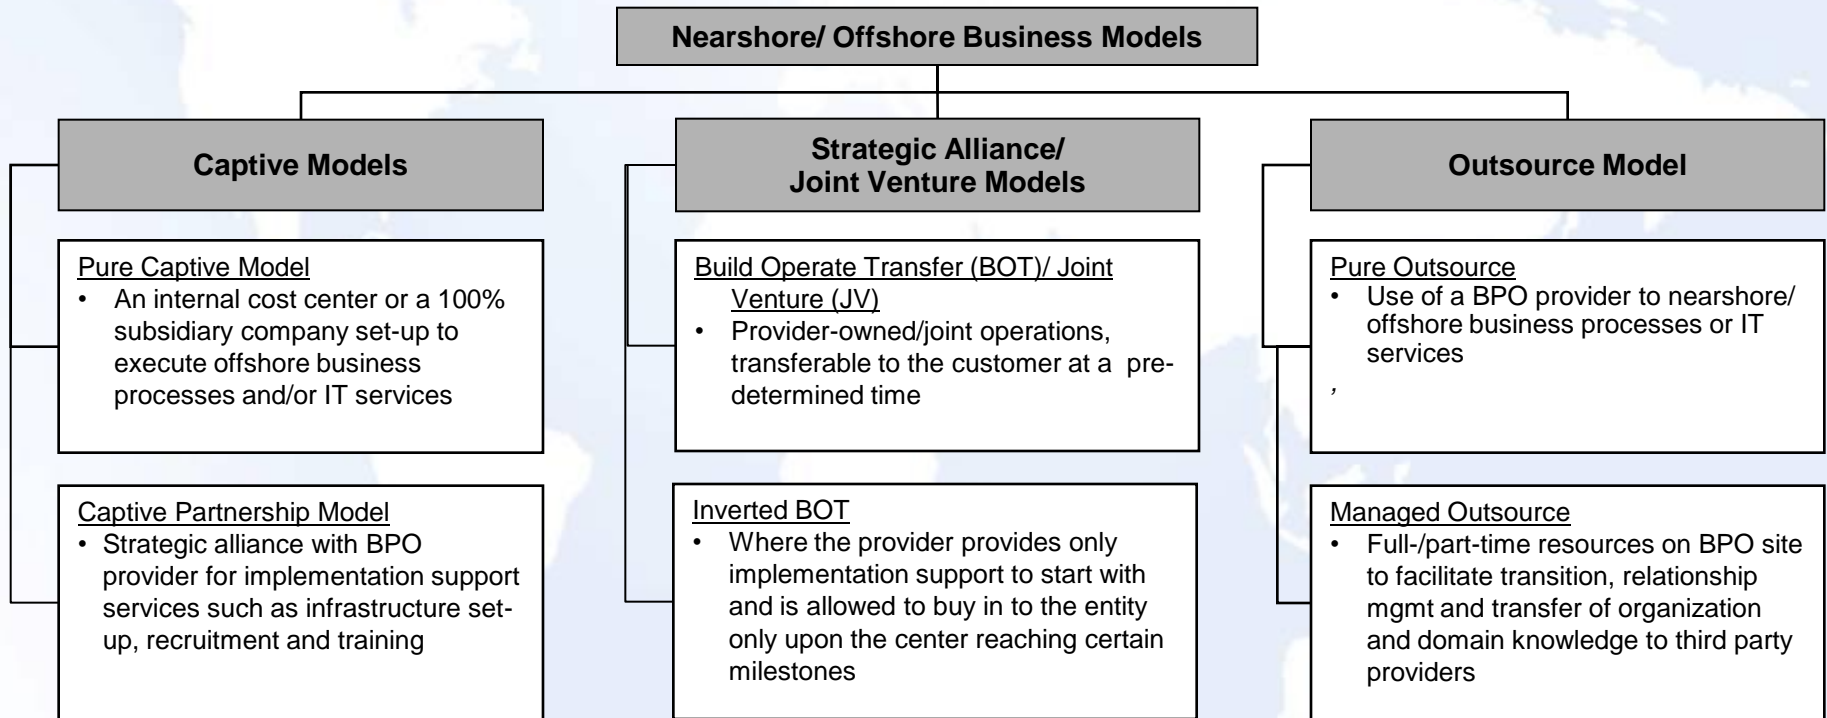 Nearshore/ Offshore Business Models
Captive Models
Strategic Alliance/
Joint Venture Models
Outsource Model
Pure Captive Model
• An internal cost center or a 100%
subsidiary company set-up to
execute offshore business
processes and/or IT services
Build Operate Transfer (BOT)/ Joint
Venture (JV)
• Provider-owned/joint operations,
transferable to the customer at a pre-
determined time
Pure Outsource
• Use of a BPO provider to nearshore/
offshore business processes or IT
services
,
Captive Partnership Model
• Strategic alliance with BPO
provider for implementation support
services such as infrastructure set-
up, recruitment and training
Inverted BOT
• Where the provider provides only
implementation support to start with
and is allowed to buy in to the entity
only upon the center reaching certain
milestones
Managed Outsource
• Full-/part-time resources on BPO site
to facilitate transition, relationship
mgmt and transfer of organization
and domain knowledge to third party
providers